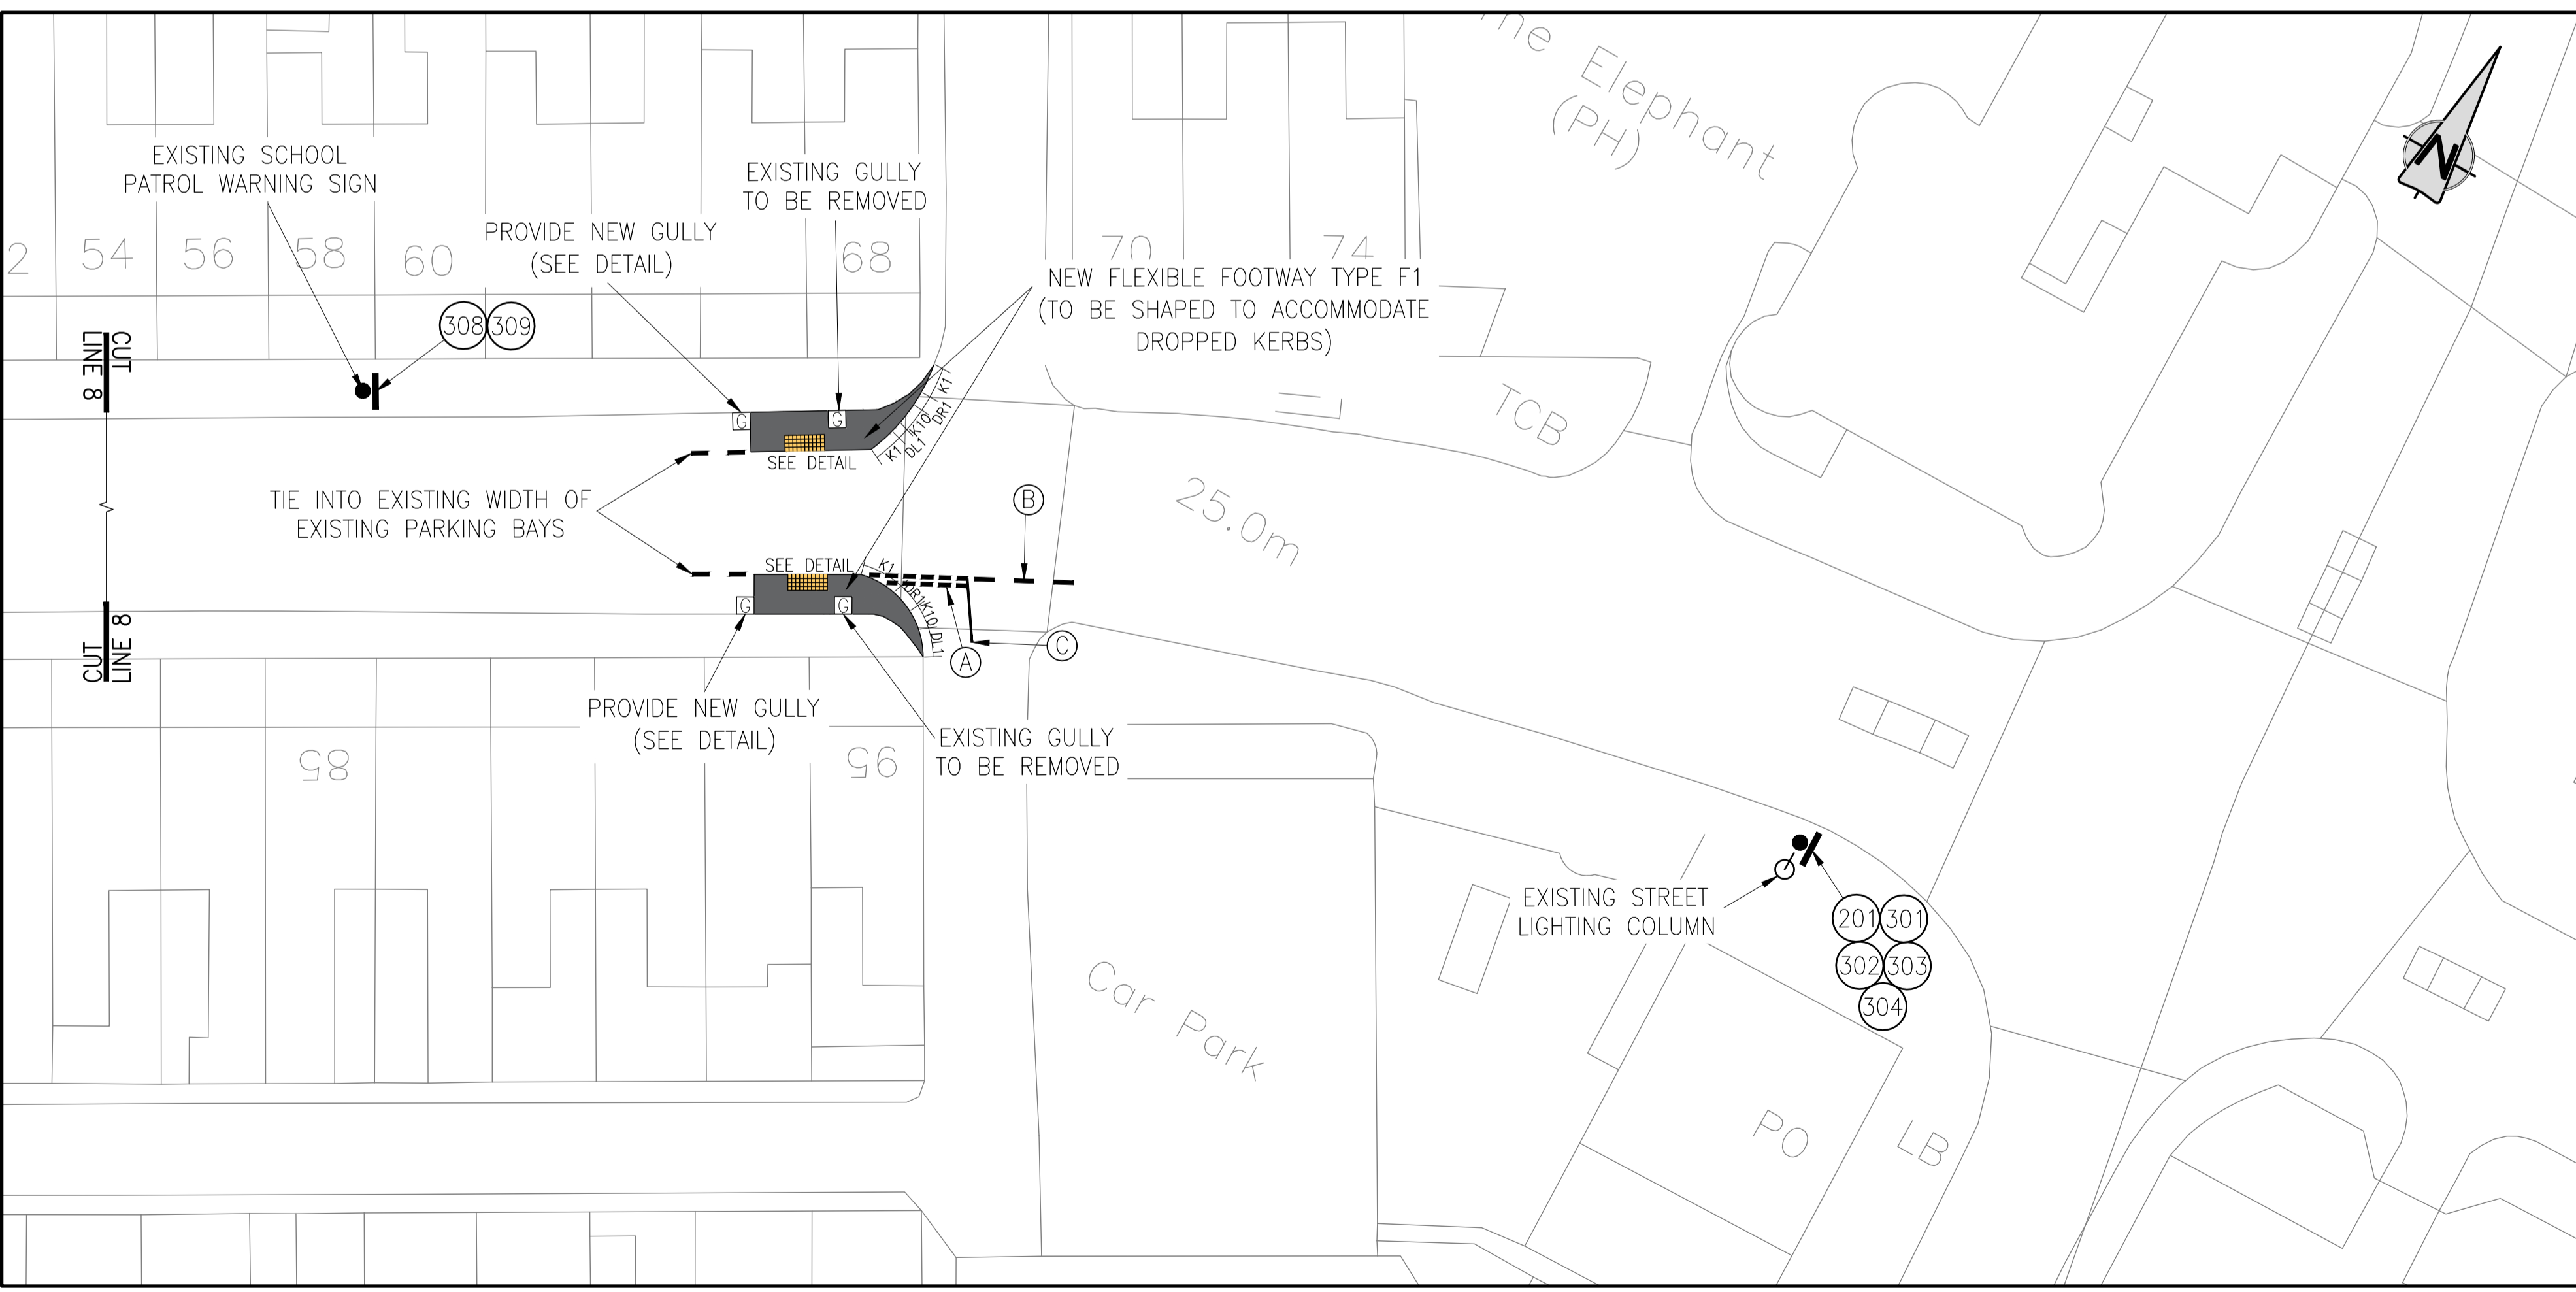 he Elephant
(PH)
N
EXISTING SCHOOL
PATROL WARNING SIGN
EXISTING GULLY
TO BE REMOVED
PROVIDE NEW GULLY
(SEE DETAIL)
2
54
56
58
60
68
70
74
NEW FLEXIBLE FOOTWAY TYPE F1
(TO BE SHAPED TO ACCOMMODATE
DROPPED KERBS)
308
309
CUT
LINE 8
G
G
K1
DR1
K10
DL1
K1
SEE DETAIL
TCB
TIE INTO EXISTING WIDTH OF
EXISTING PARKING BAYS
B
25.0m
SEE DETAIL
K1
DR1
K10
DL1
G
G
A
C
CUT
LINE 8
PROVIDE NEW GULLY
(SEE DETAIL)
EXISTING GULLY
TO BE REMOVED
85
95
Car Park
EXISTING STREET
LIGHTING COLUMN
201
301
302
303
304
PO
LB